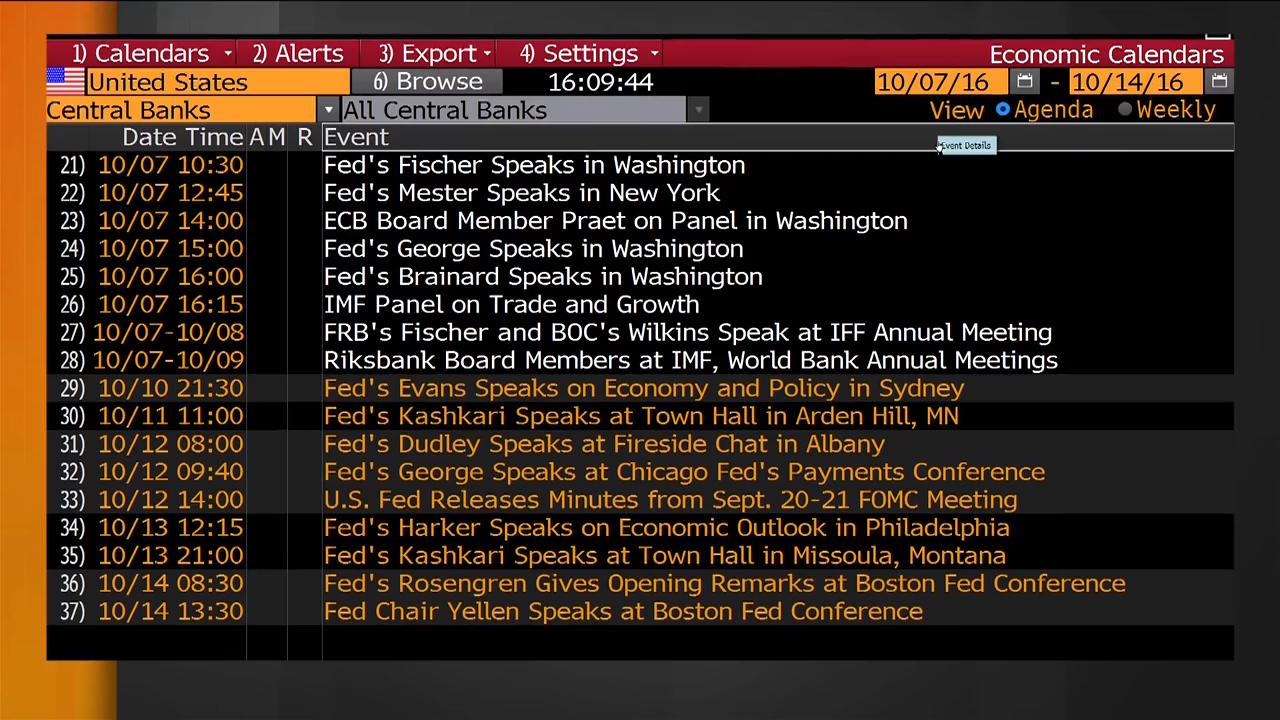 1) Calendars 2) Alerts 3) Export 4) Settings Economic Calendars
United States 6) Browse 16:09:44 10/07/16 - 10/14/16
Central Banks All Central Banks View Agenda Weekly
Date Time A M R Event
Event Details
21) 10/07 10:30 Fed's Fischer Speaks in Washington
22) 10/07 12:45 Fed's Mester Speaks in New York
23) 10/07 14:00 ECB Board Member Praet on Panel in Washington
24) 10/07 15:00 Fed's George Speaks in Washington
25) 10/07 16:00 Fed's Brainard Speaks in Washington
26) 10/07 16:15 IMF Panel on Trade and Growth
27) 10/07-10/08 FRB's Fischer and BOC's Wilkins Speak at IFF Annual Meeting
28) 10/07-10/09 Riksbank Board Members at IMF, World Bank Annual Meetings
29) 10/10 21:30 Fed's Evans Speaks on Economy and Policy in Sydney
30) 10/11 11:00 Fed's Kashkari Speaks at Town Hall in Arden Hill, MN
31) 10/12 08:00 Fed's Dudley Speaks at Fireside Chat in Albany
32) 10/12 09:40 Fed's George Speaks at Chicago Fed's Payments Conference
33) 10/12 14:00 U.S. Fed Releases Minutes from Sept. 20-21 FOMC Meeting
34) 10/13 12:15 Fed's Harker Speaks on Economic Outlook in Philadelphia
35) 10/13 21:00 Fed's Kashkari Speaks at Town Hall in Missoula, Montana
36) 10/14 08:30 Fed's Rosengren Gives Opening Remarks at Boston Fed Conference
37) 10/14 13:30 Fed Chair Yellen Speaks at Boston Fed Conference